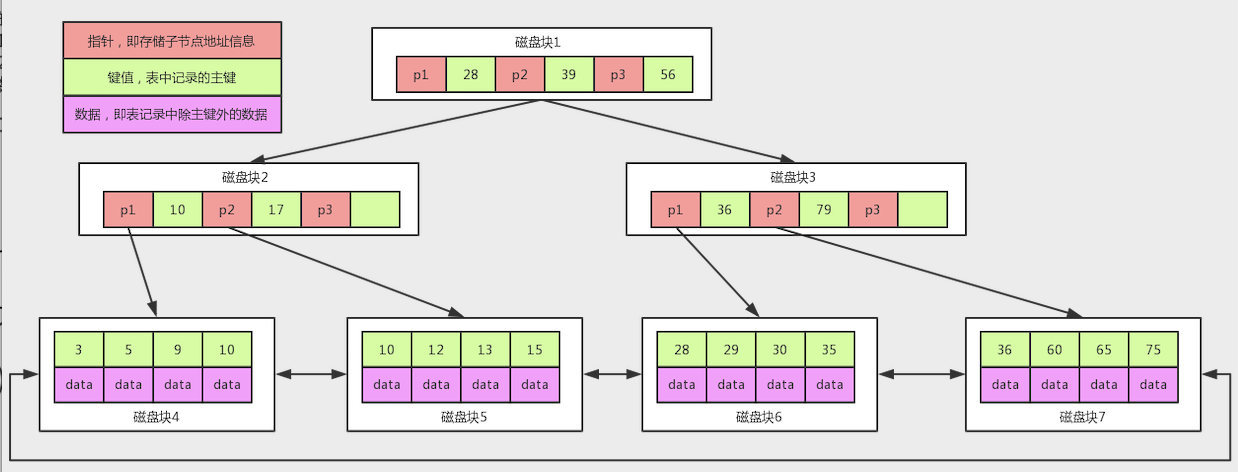 指针，即存储子节点地址信息
键值，表中记录的主键
数据，即表记录中除主键外的数据
磁盘块1
p1 28 p2 39 p3 56
磁盘块2
p1 10 p2 17 p3
磁盘块3
p1 36 p2 79 p3
3 5 9 10
data data data data
磁盘块4
10 12 13 15
data data data data
磁盘块5
28 29 30 35
data data data data
磁盘块6
36 60 65 75
data data data data
磁盘块7